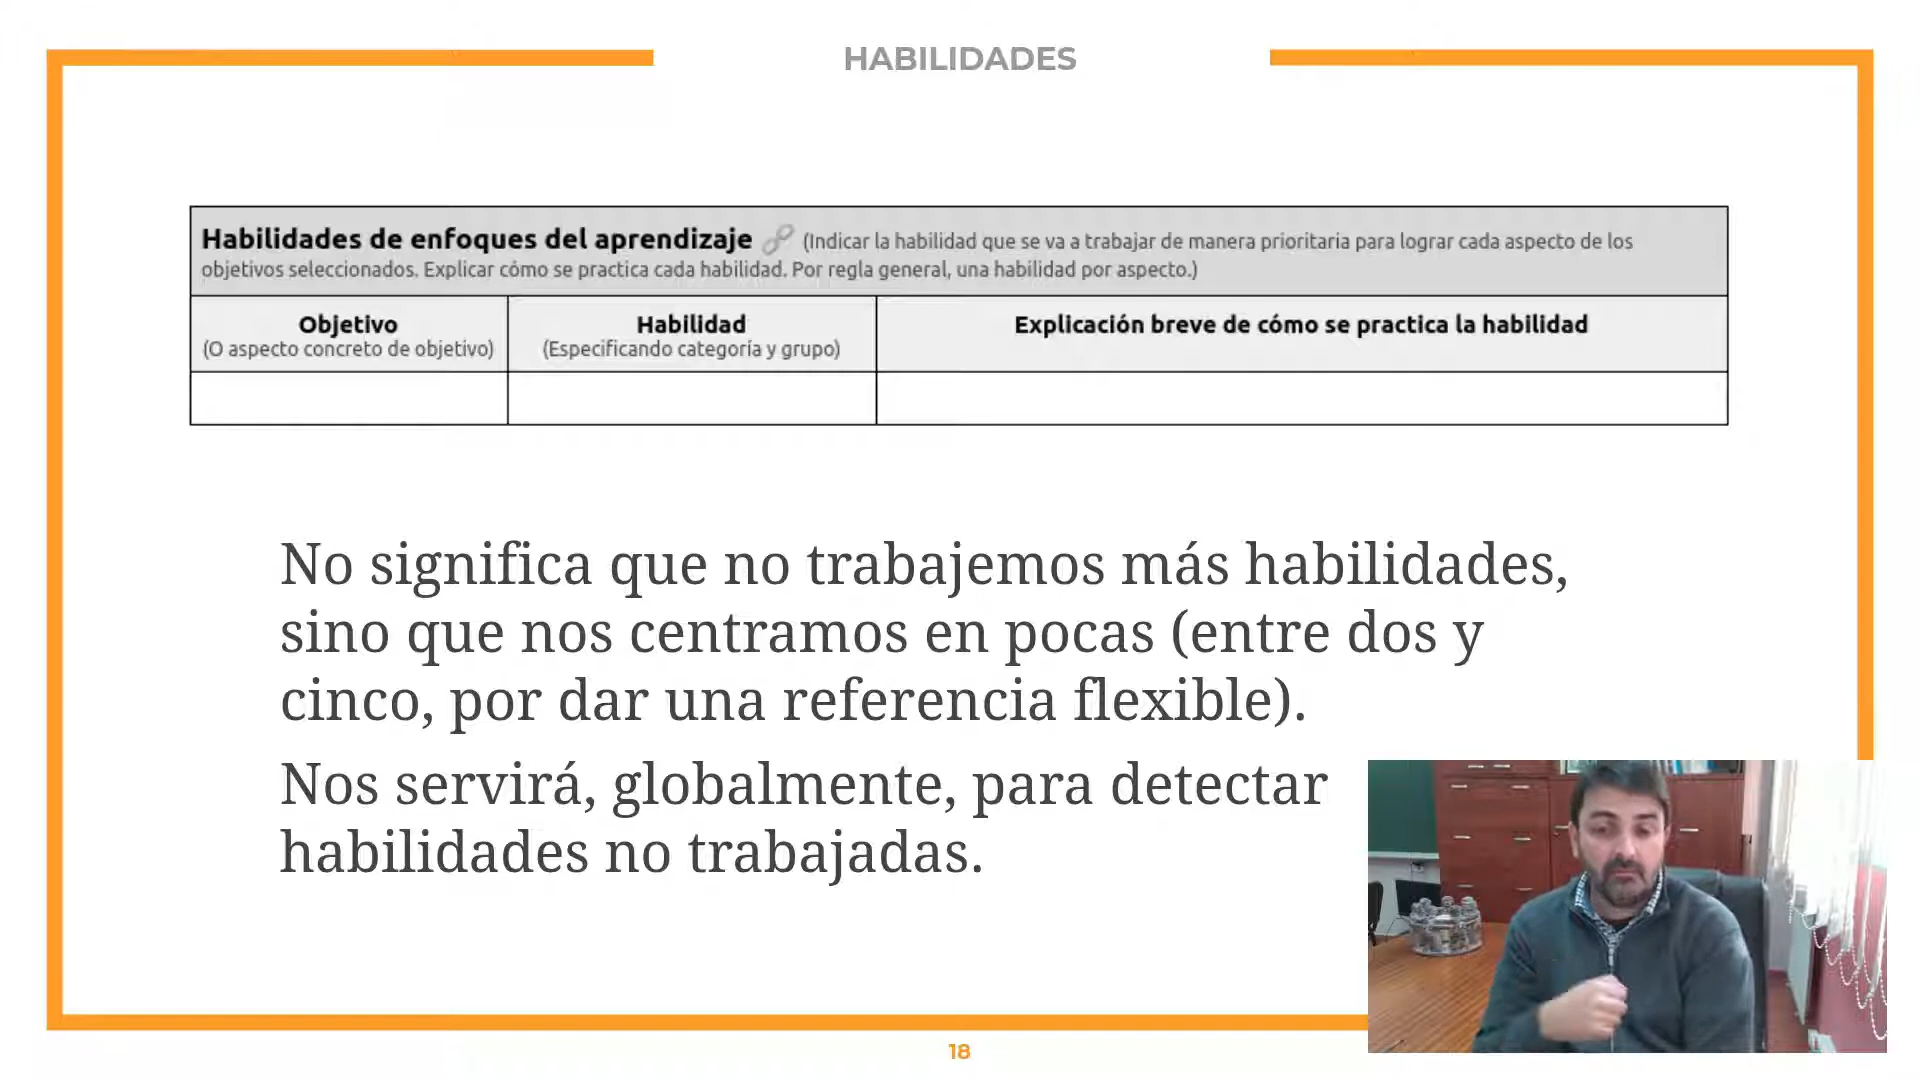 HABILIDADES
Habilidades de enfoques del aprendizaje (Indicar la habilidad que se va a trabajar de manera prioritaria para lograr cada aspecto de los
objetivos seleccionados. Explicar cómo se practica cada habilidad. Por regla general, una habilidad por aspecto.)
Objetivo
(O aspecto concreto de objetivo)
Habilidad
(Especificando categoría y grupo)
Explicación breve de cómo se practica la habilidad
No significa que no trabajemos más habilidades,
sino que nos centramos en pocas (entre dos y
cinco, por dar una referencia flexible).
Nos servirá, globalmente, para detectar
habilidades no trabajadas.
18